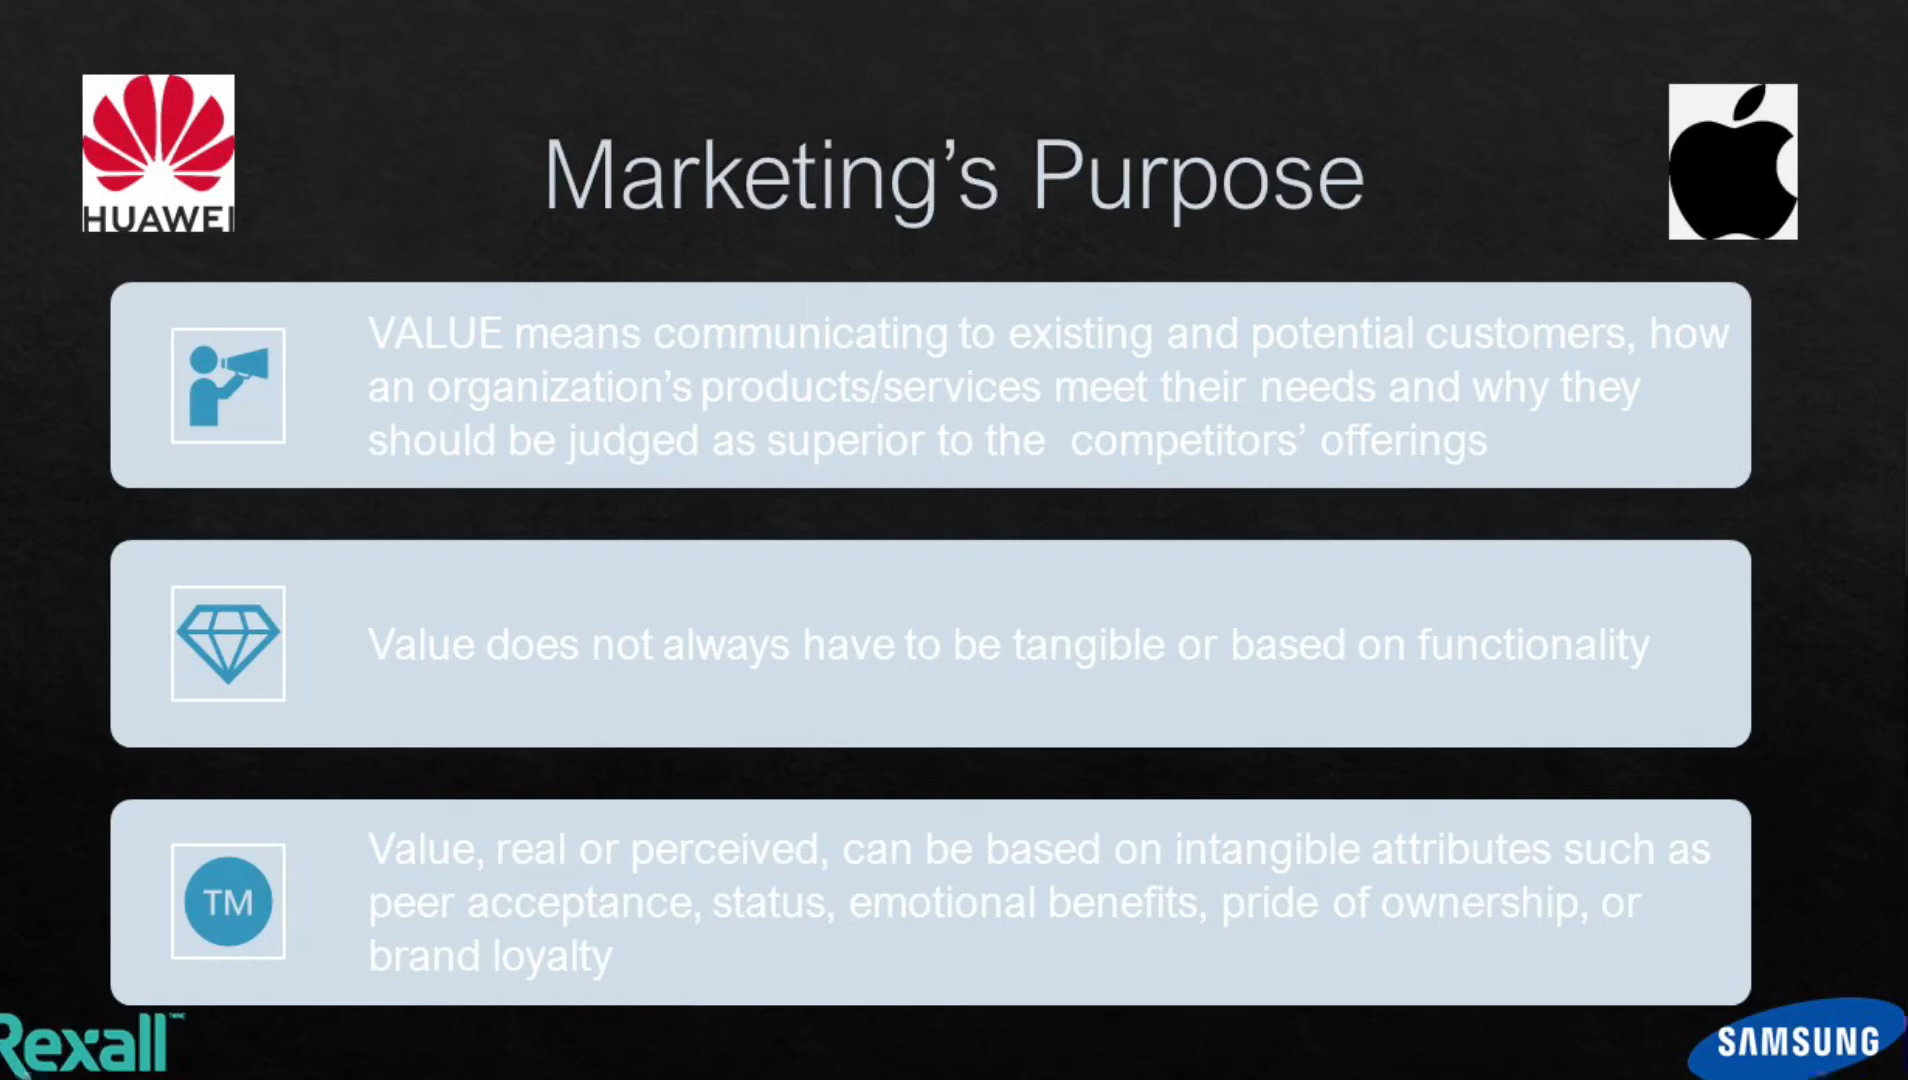 HUAWEI
Marketing’s Purpose
VALUE means communicating to existing and potential customers, how
an organization’s products/services meet their needs and why they
should be judged as superior to the competitors’ offerings
Value does not always have to be tangible or based on functionality
TM
Value, real or perceived, can be based on intangible attributes such as
peer acceptance, status, emotional benefits, pride of ownership, or
brand loyalty
Rexall™
SAMSUNG